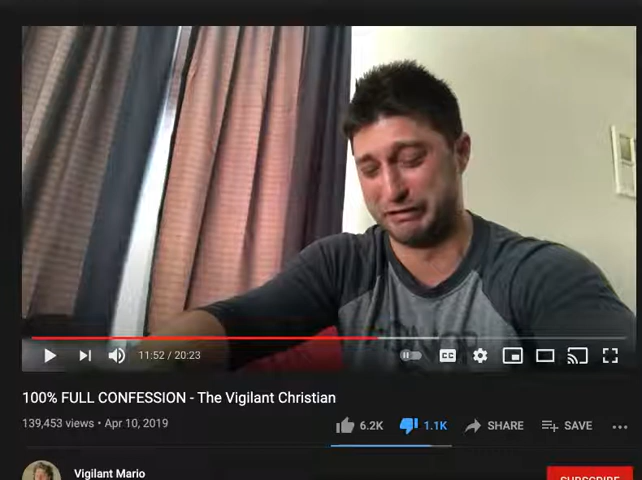 11:52 / 20:23
CC
100% FULL CONFESSION - The Vigilant Christian
139,453 views • Apr 10, 2019
6.2K 1.1K SHARE SAVE
Vigilant Mario
SUBSCRIBE